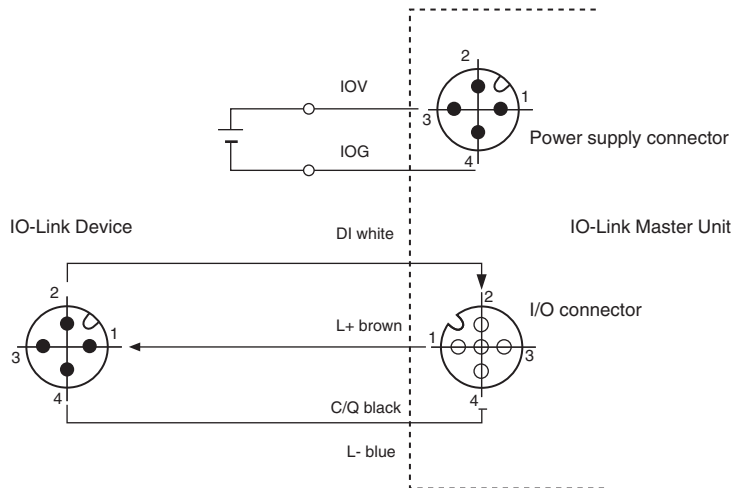 2
IOV
1
3
Power supply connector
IOG
4
IO-Link Device
DI white
IO-Link Master Unit
2
2
I/O connector
L+ brown
1
1
3
3
4
4
C/Q black
L- blue